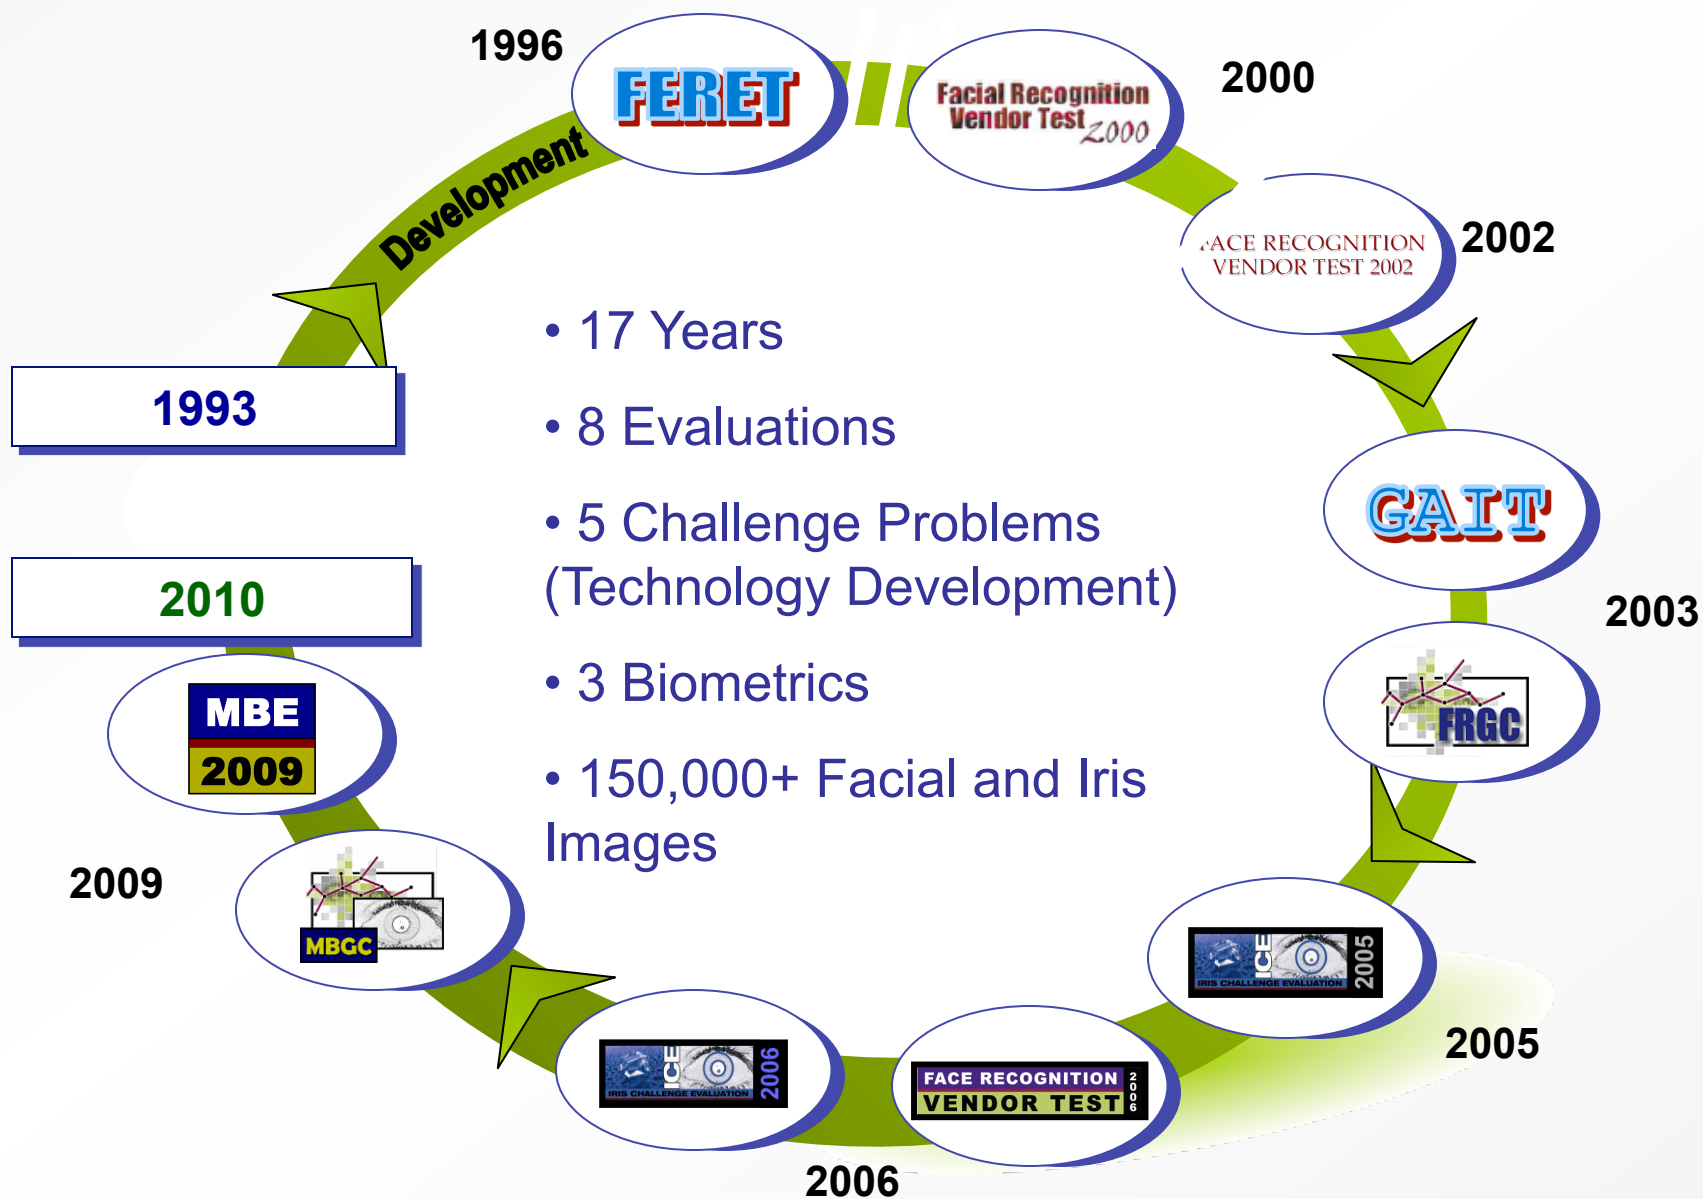 1996
FERET
Facial Recognition
Vendor Test
2000
2000
Development
ACE RECOGNITION
VENDOR TEST 2002
2002
1993
• 17 Years
• 8 Evaluations
• 5 Challenge Problems
(Technology Development)
• 3 Biometrics
• 150,000+ Facial and Iris
Images
GAIT
2003
FRGC
2010
MBE
2009
2009
MBGC
ICE
IRIS CHALLENGE EVALUATION
2005
2005
FACE RECOGNITION
VENDOR TEST
2006
ICE
IRIS CHALLENGE EVALUATION
2006
2006